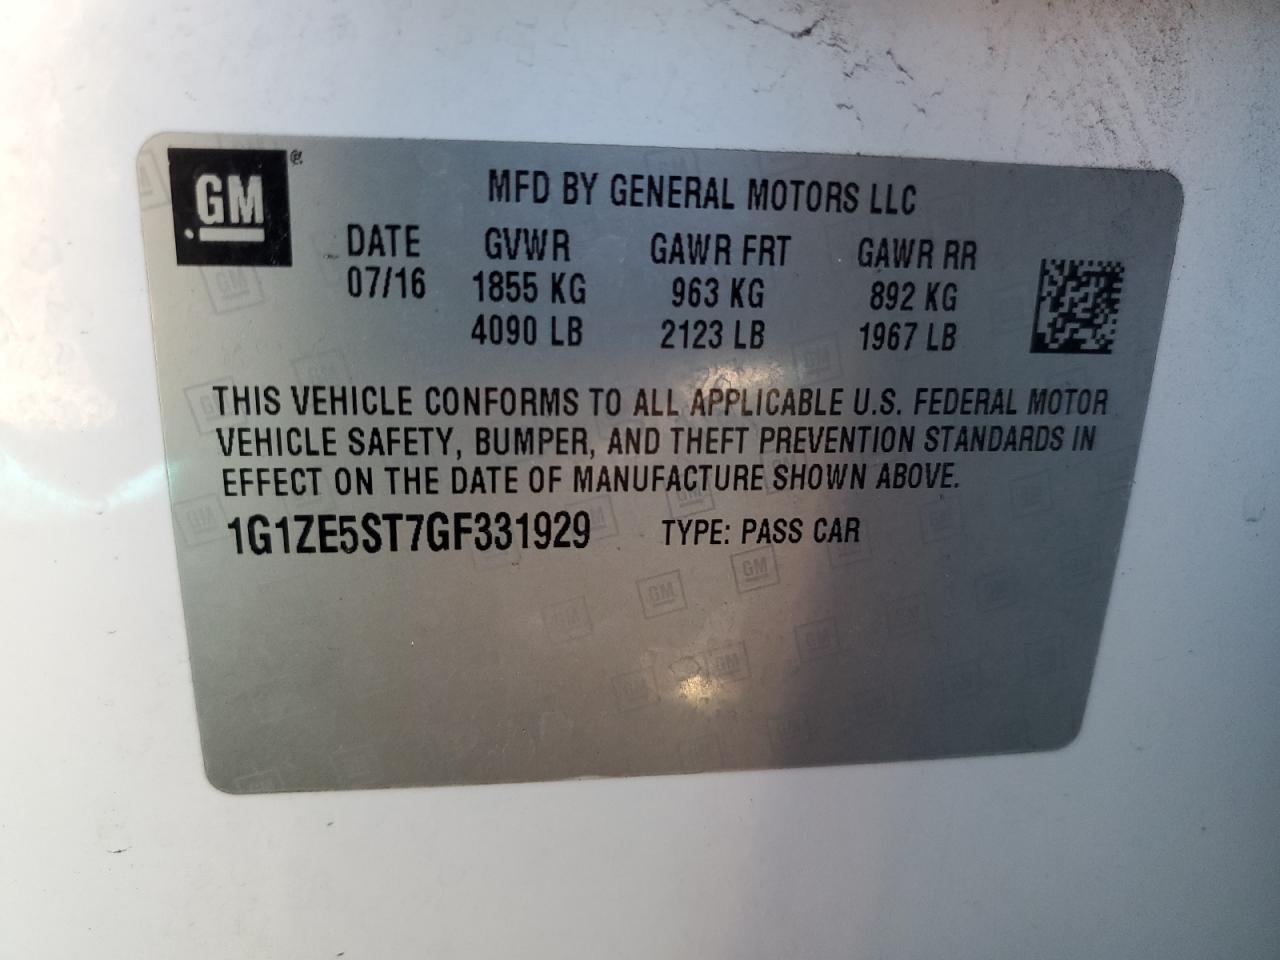 GM ®
MFD BY GENERAL MOTORS LLC
DATE GVWR GAWR FRT GAWR RR
07/16 1855 KG 963 KG 892 KG
4090 LB 2123 LB 1967 LB
THIS VEHICLE CONFORMS TO ALL APPLICABLE U.S. FEDERAL MOTOR
VEHICLE SAFETY, BUMPER, AND THEFT PREVENTION STANDARDS IN
EFFECT ON THE DATE OF MANUFACTURE SHOWN ABOVE.
1G1ZE5ST7GF331929 TYPE: PASS CAR